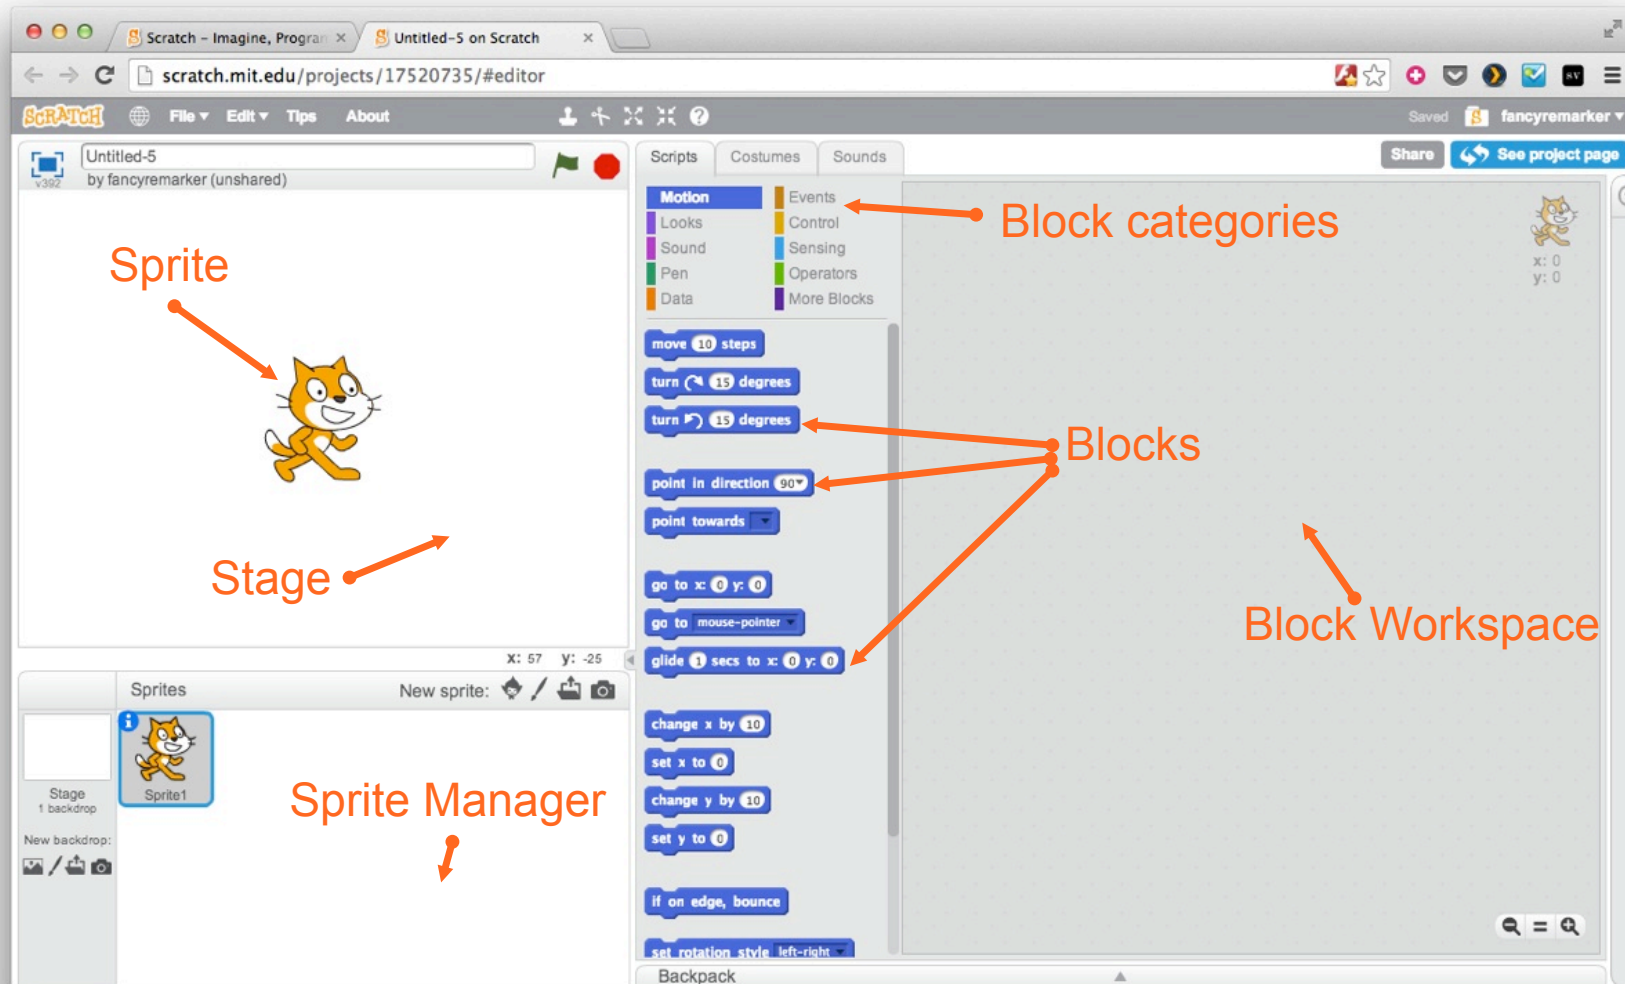 Scratch - Imagine, Program
Untitled-5 on Scratch
scratch.mit.edu/projects/17520735/#editor
SV
SCRATCH
File Edit Tips About
Saved
fancyremarker
Untitled-5
v392
by fancyremarker (unshared)
Scripts
Costumes
Sounds
Share
See project page
Motion
Events
Looks
Control
Sound
Sensing
Pen
Operators
Data
More Blocks
Block categories
x: 0
y: 0
Sprite
move 10 steps
turn 15 degrees
turn 15 degrees
Blocks
point in direction 90
point towards
Stage
go to x: 0 y: 0
go to mouse-pointer
glide 1 secs to x: 0 y: 0
Block Workspace
X: 57 y: -25
Sprites
New sprite:
change x by 10
set x to 0
change y by 10
set y to 0
if on edge, bounce
set rotation style left-right
Stage
1 backdrop
Sprite1
New backdrop:
Sprite Manager
Backpack